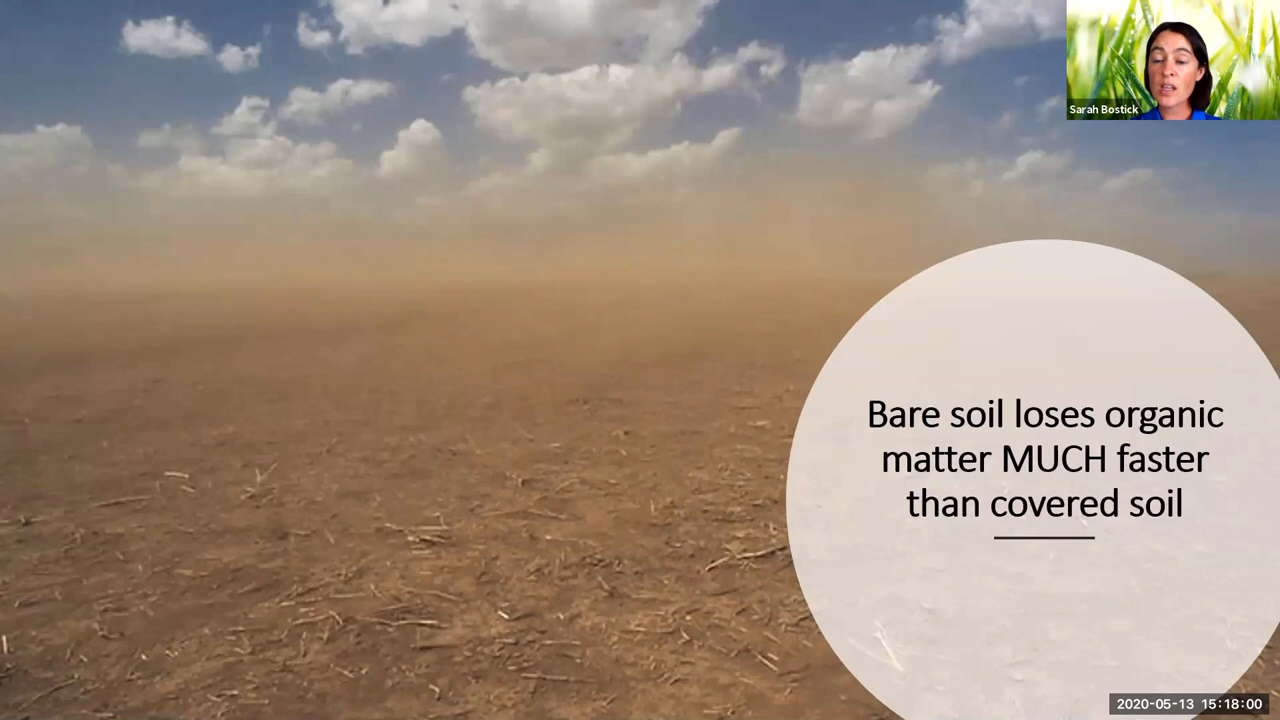 Sarah Bostick
Bare soil loses organic
matter MUCH faster
than covered soil
2020-05-13 15:18:00